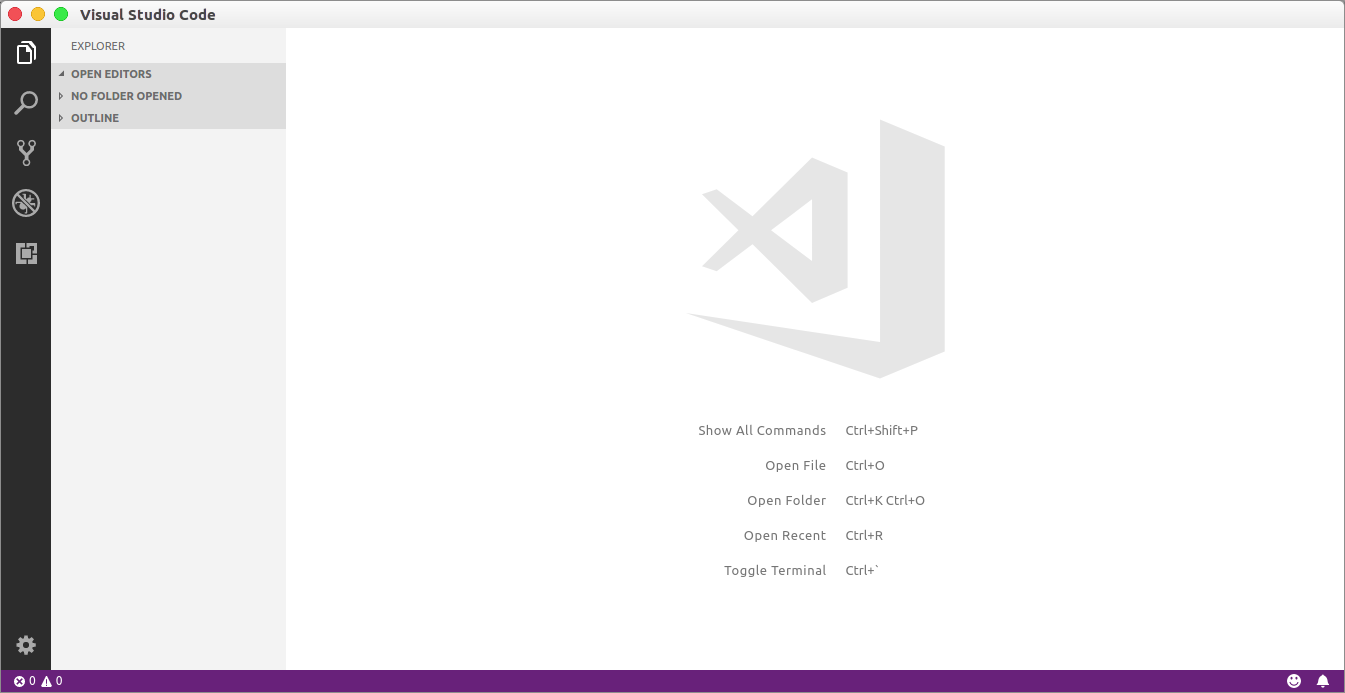 Visual Studio Code
EXPLORER
OPEN EDITORS
NO FOLDER OPENED
OUTLINE
Show All Commands Ctrl+Shift+P
Open File Ctrl+O
Open Folder Ctrl+K Ctrl+O
Open Recent Ctrl+R
Toggle Terminal Ctrl+`
0 0